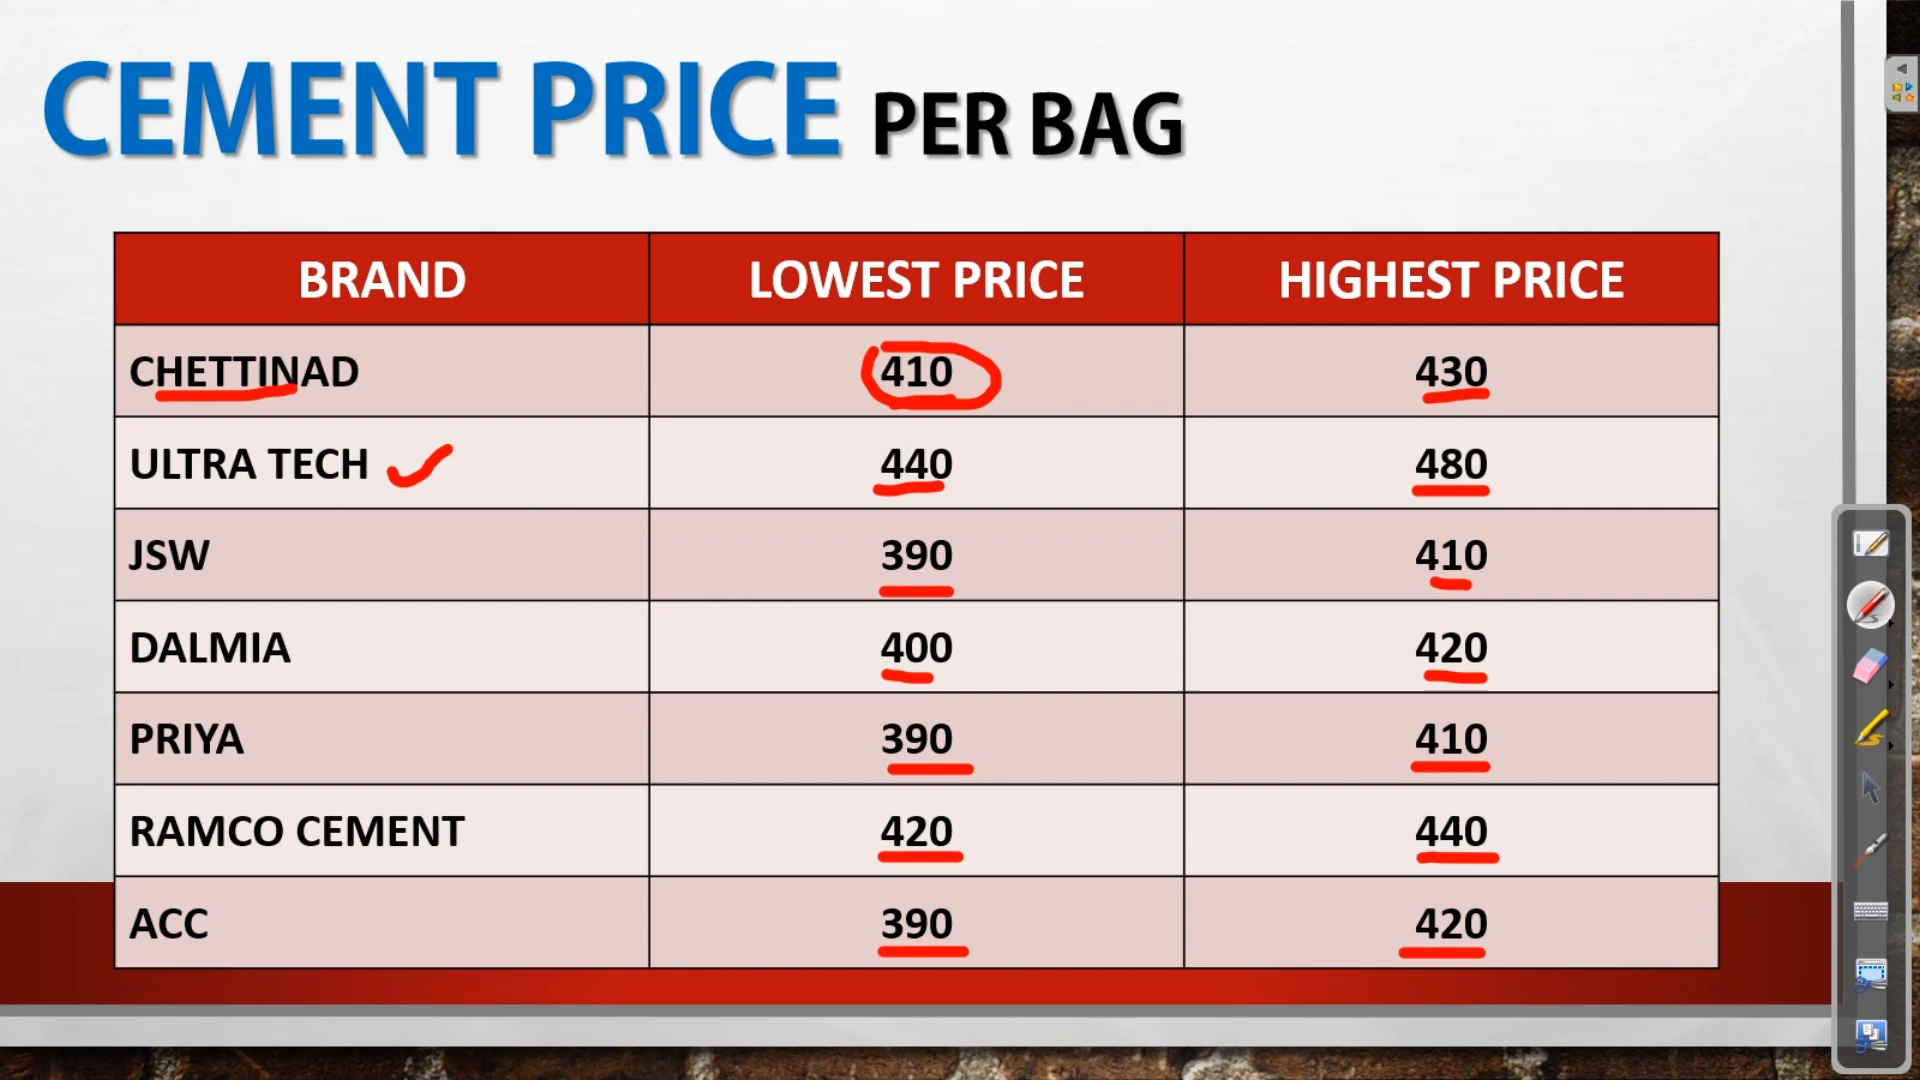 CEMENT PRICE PER BAG
BRAND LOWEST PRICE HIGHEST PRICE
CHETTINAD 410 430
ULTRA TECH 440 480
JSW 390 410
DALMIA 400 420
PRIYA 390 410
RAMCO CEMENT 420 440
ACC 390 420